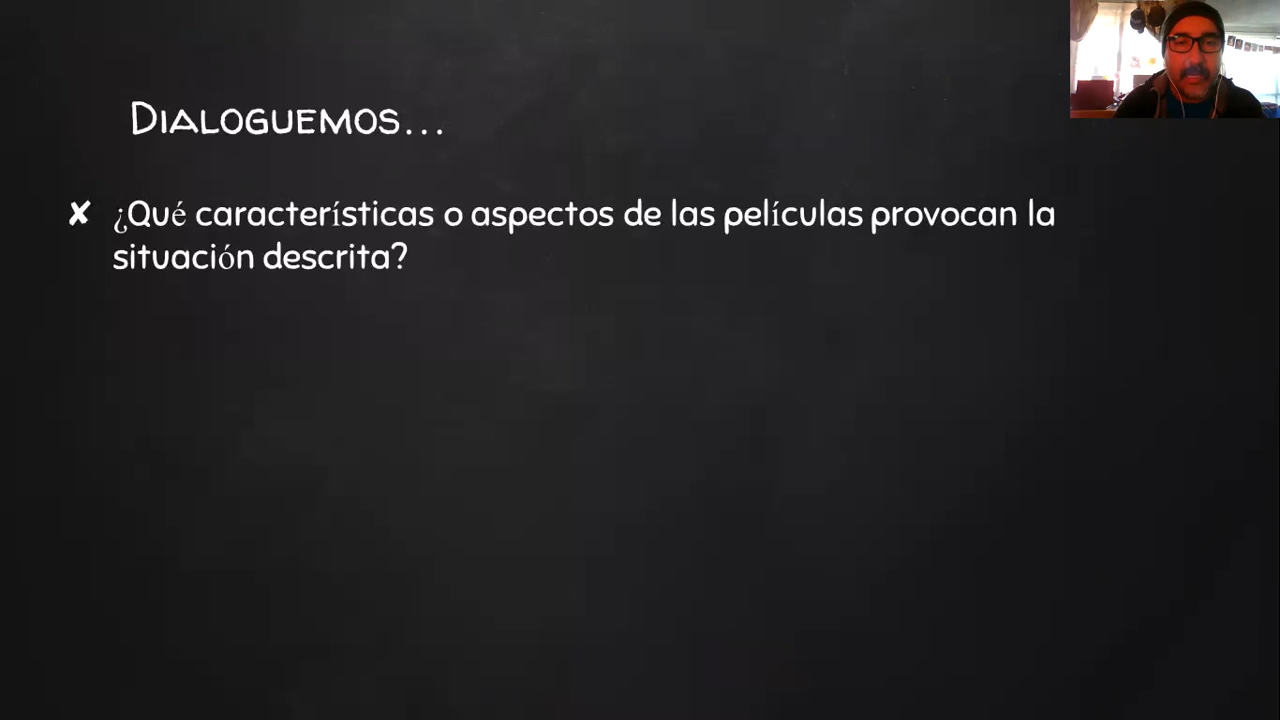 Dialoguemos...
✘ ¿Qué características o aspectos de las películas provocan la
situación descrita?